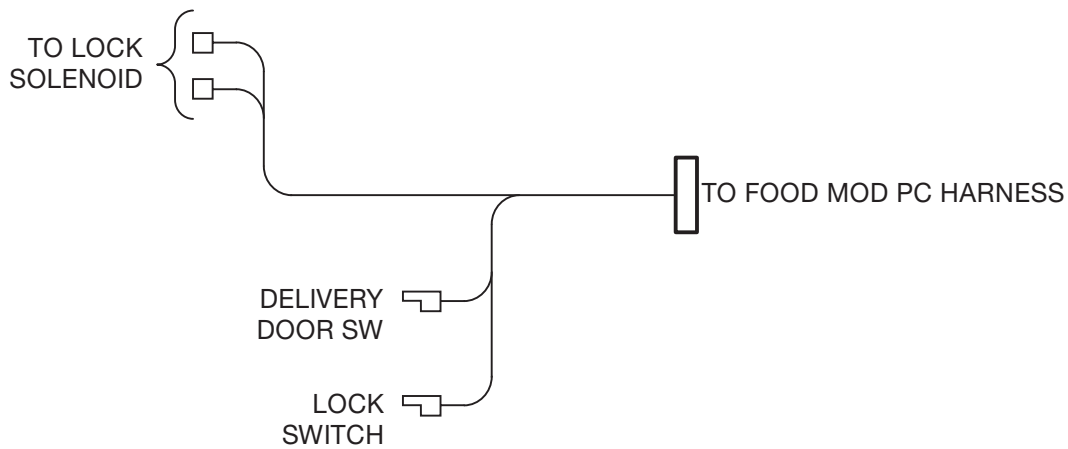 TO LOCK
SOLENOID
TO FOOD MOD PC HARNESS
DELIVERY
DOOR SW
LOCK
SWITCH